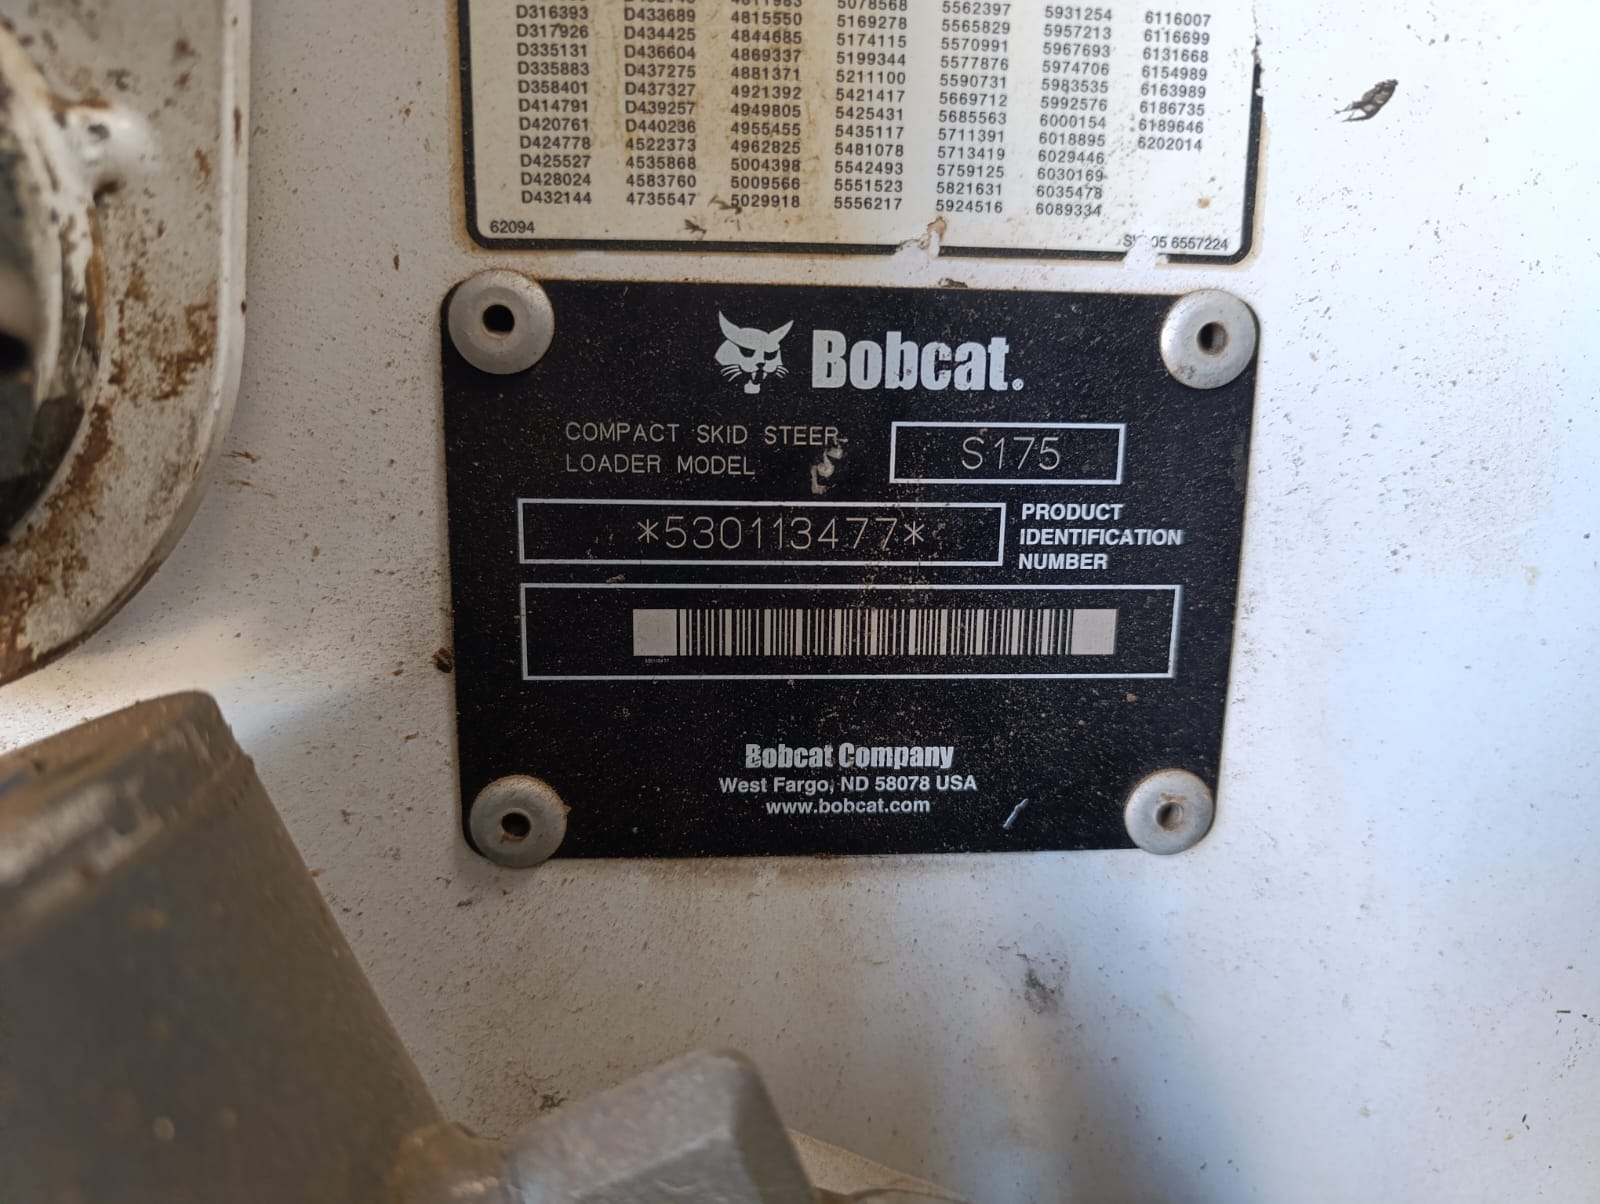 D316393 D433689 4815550 5169278 5565829 5957213 6116699
D317926 D434425 4844685 5174115 5570991 5967693 6131668
D335131 D436604 4869337 5199344 5577876 5974706 6154989
D335883 D437275 4881371 5211100 5590731 5983535 6163989
D358401 D437327 4921392 5421417 5669712 5992576 6186735
D414791 D439257 4949805 5425431 5685563 6000154 6189646
D420761 D440236 4955455 5435117 5711391 6018895 6202014
D424778 4522373 4962825 5481078 5713419 6029446
D425527 4535868 5004398 5542493 5759125 6030169
D428024 4583760 5009566 5551523 5821631 6035478
D432144 4735547 5029918 5556217 5924516 6089334
62094 05 6557224
Bobcat®
COMPACT SKID STEER
LOADER MODEL
S175
*530113477*
PRODUCT
IDENTIFICATION
NUMBER
Bobcat Company
West Fargo, ND 58078 USA
www.bobcat.com